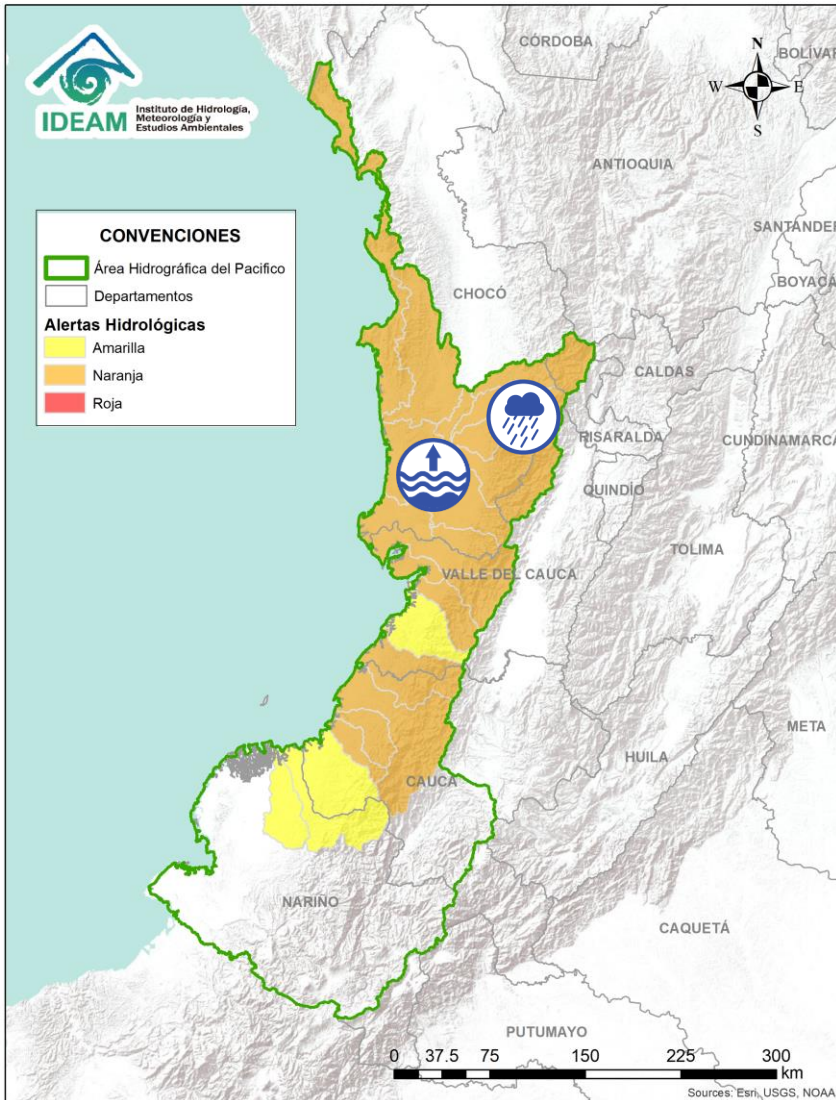 IDEAM
Instituto de Hidrología,
Meteorología y
Estudios Ambientales
N
W
E
S
CÓRDOBA
BOLÍVAR
ANTIOQUIA
SANTANDER
BOYACÁ
CONVENCIONES
Área Hidrográfica del Pacifico
Departamentos
Alertas Hidrológicas
Amarilla
Naranja
Roja
CHOCÓ
CALDAS
RISARALDA
CUNDINAMARCA
QUINDÍO
TOLIMA
VALLE DEL CAUCA
META
HUILA
CAUCA
NARIÑO
CAQUETÁ
PUTUMAYO
0 37.5 75 150 225 300
km
Sources: Esri, USGS, NOAA